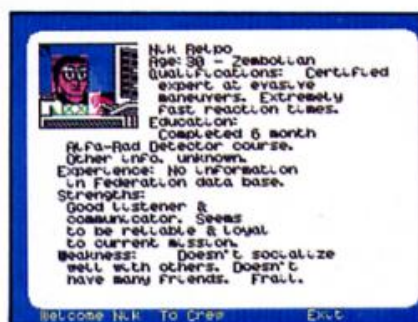 Nik Relpo
Age: 30 - Zembolian
Qualifications: Certified
expert at evasive
maneuvers. Extremely
fast reaction times.
Education:
Completed 6 month
Alfa-Rad Detector course.
Other info. unknown.
Experience: No information
in Federation data base.
Strengths:
Good listener &
communicator. Seems
to be reliable & loyal
to current mission.
Weakness: Doesn't socialize
well with others. Doesn't
have many friends. Frail.
Welcome Nik To Crew Exit